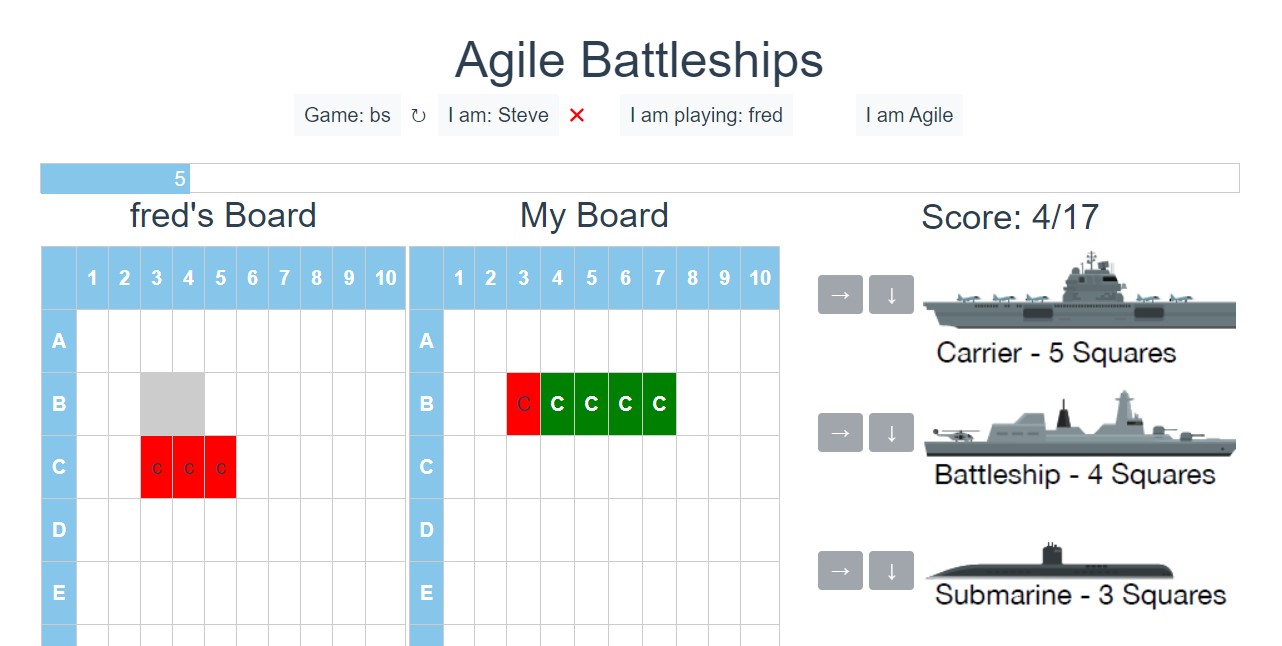 Agile Battleships
Game: bs ↻ I am: Steve ✕ I am playing: fred I am Agile
5
fred's Board My Board Score: 4/17
1 2 3 4 5 6 7 8 9 10 1 2 3 4 5 6 7 8 9 10
→ ↓
A A
Carrier - 5 Squares
B B C C C C C
→ ↓
C C C C C
Battleship - 4 Squares
D D
→ ↓
E E
Submarine - 3 Squares